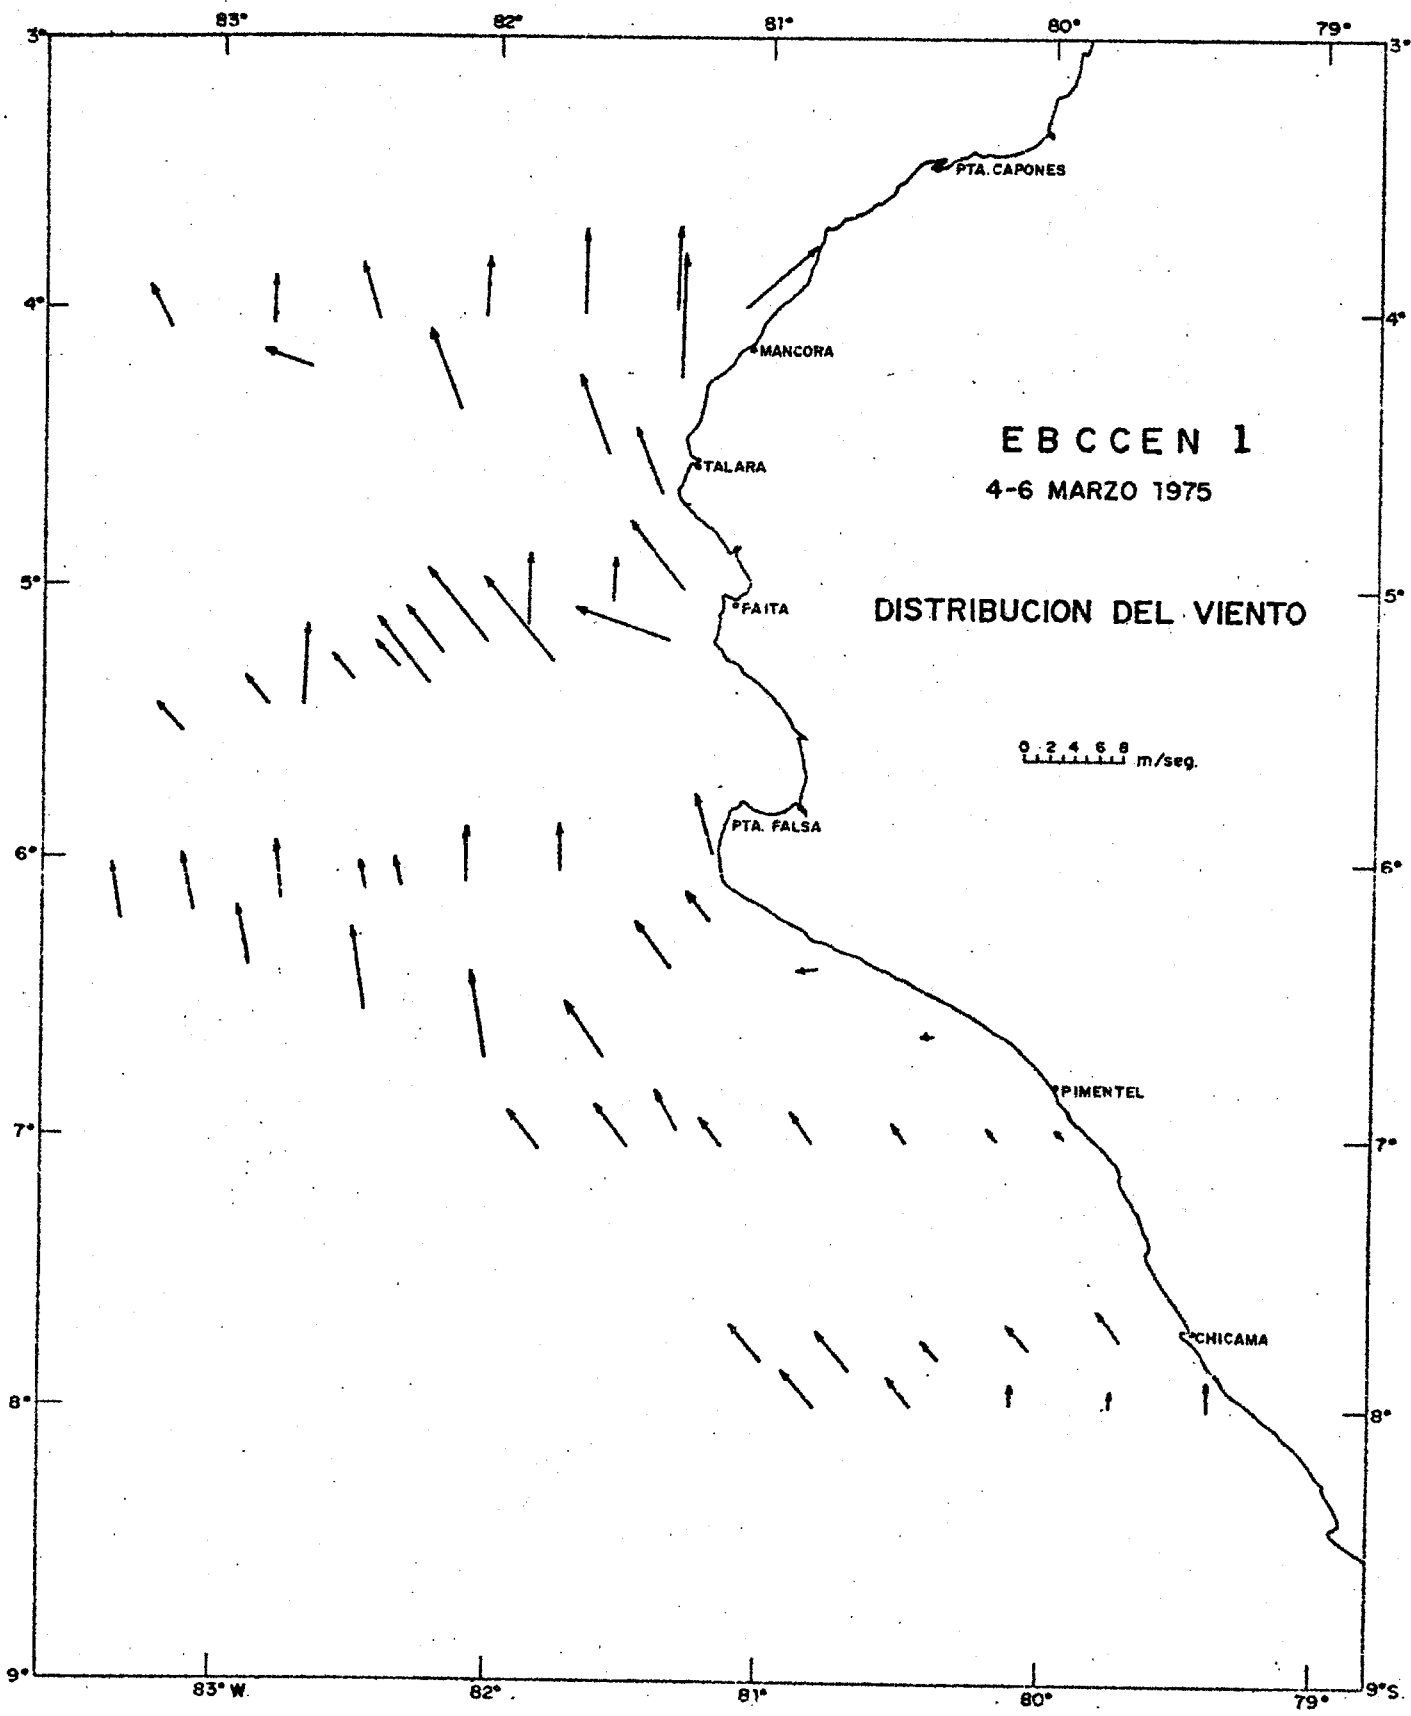 83° 82° 81° 80° 79°
3° 3°
PTA. CAPONES
4° 4°
MANCORA
EBCCEN 1
TALARA
4-6 MARZO 1975
5° 5°
FAITA
DISTRIBUCION DEL VIENTO
0 2 4 6 8 m/seg.
PTA. FALSA
6° 6°
PIMENTEL
7° 7°
CHICAMA
8° 8°
9° 9°S.
83° W. 82° 81° 80° 79°